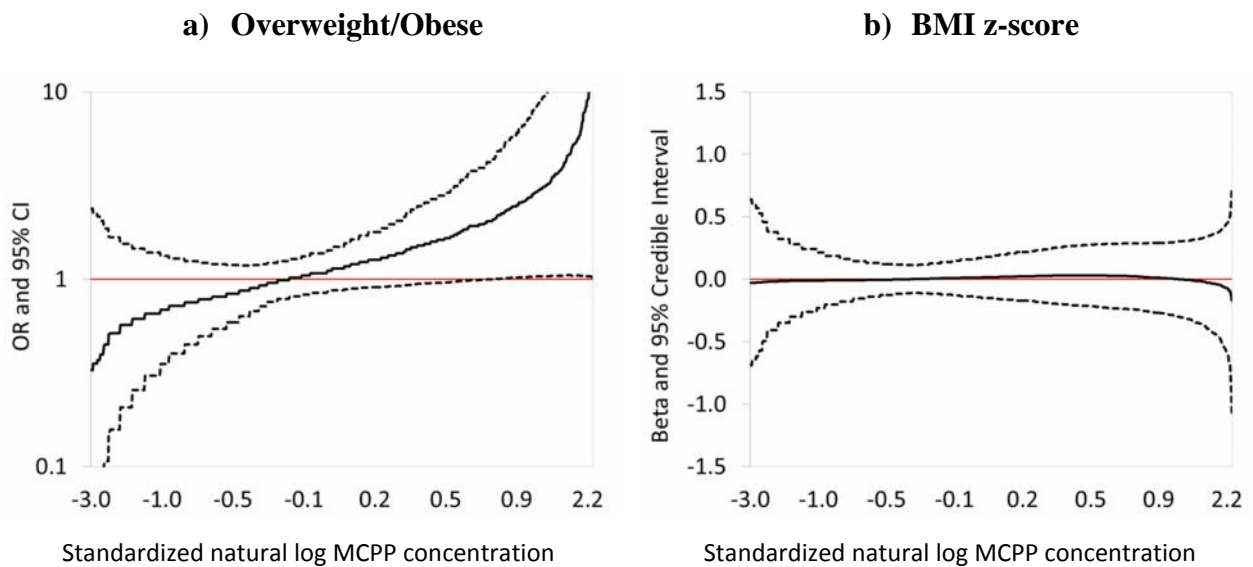 a) Overweight/Obese
10
1
0.1
OR and 95% CI
-3.0 -1.0 -0.5 -0.1 0.2 0.5 0.9 2.2
Standardized natural log MCPP concentration
b) BMI z-score
1.5
1.0
0.5
0.0
-0.5
-1.0
-1.5
Beta and 95% Credible Interval
-3.0 -1.0 -0.5 -0.1 0.2 0.5 0.9 2.2
Standardized natural log MCPP concentration